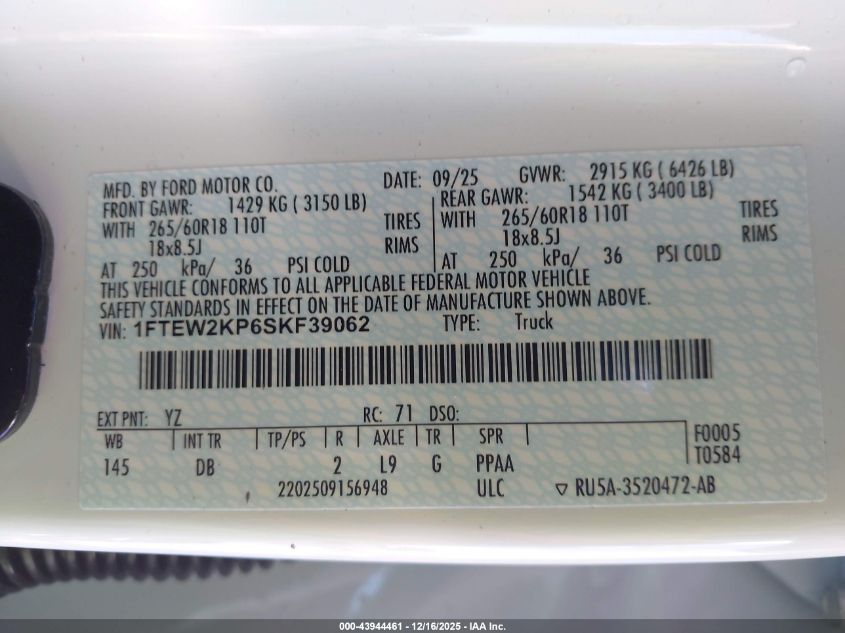 MFD. BY FORD MOTOR CO. DATE: 09/25 GVWR: 2915 KG ( 6426 LB)
FRONT GAWR: 1429 KG ( 3150 LB) REAR GAWR: 1542 KG ( 3400 LB)
WITH 265/60R18 110T TIRES WITH 265/60R18 110T TIRES
18x8.5J RIMS 18x8.5J RIMS
AT 250 kPa/ 36 PSI COLD AT 250 kPa/ 36 PSI COLD
THIS VEHICLE CONFORMS TO ALL APPLICABLE FEDERAL MOTOR VEHICLE
SAFETY STANDARDS IN EFFECT ON THE DATE OF MANUFACTURE SHOWN ABOVE.
VIN: 1FTEW2KP6SKF39062 TYPE: Truck
EXT PNT: YZ RC: 71 DSO:
WB INT TR TP/PS R AXLE TR SPR F0005
145 DB 2 L9 G PPAA T0584
2202509156948 ULC ▽ RU5A-3520472-AB
000-43944461 - 12/16/2025 - IAA Inc.